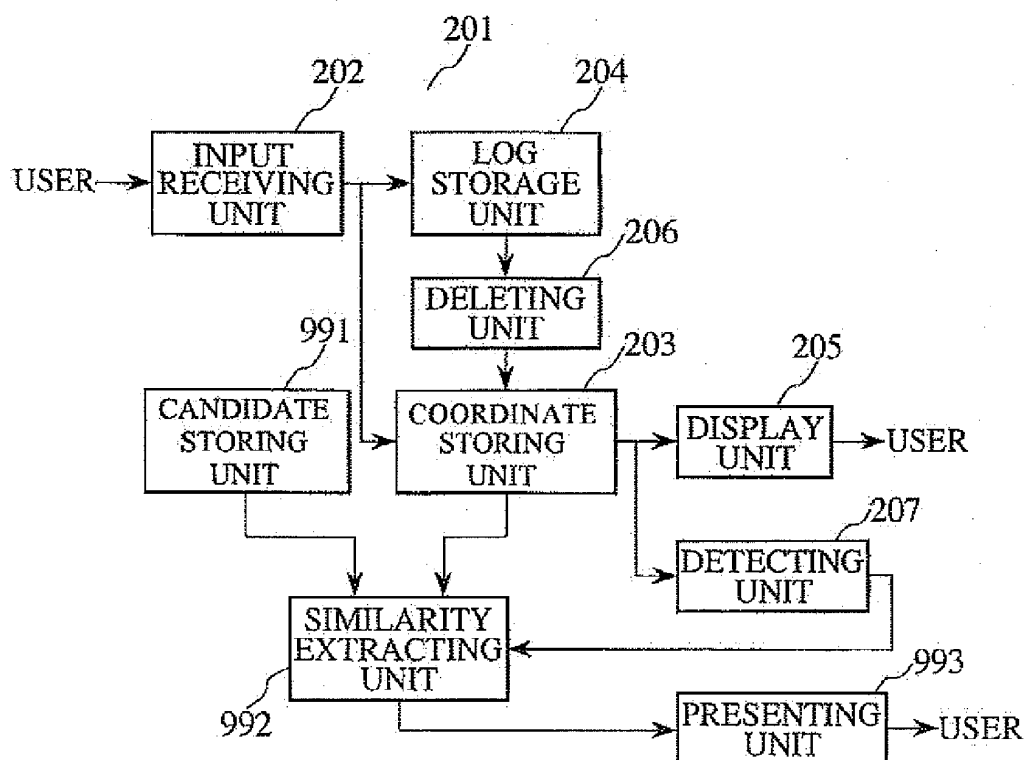 201
202
204
INPUT
RECEIVING
UNIT
LOG
STORAGE
UNIT
USER
206
DELETING
UNIT
991
203
205
CANDIDATE
STORING
UNIT
COORDINATE
STORING
UNIT
DISPLAY
UNIT
USER
207
DETECTING
UNIT
SIMILARITY
EXTRACTING
UNIT
992
993
PRESENTING
UNIT
USER